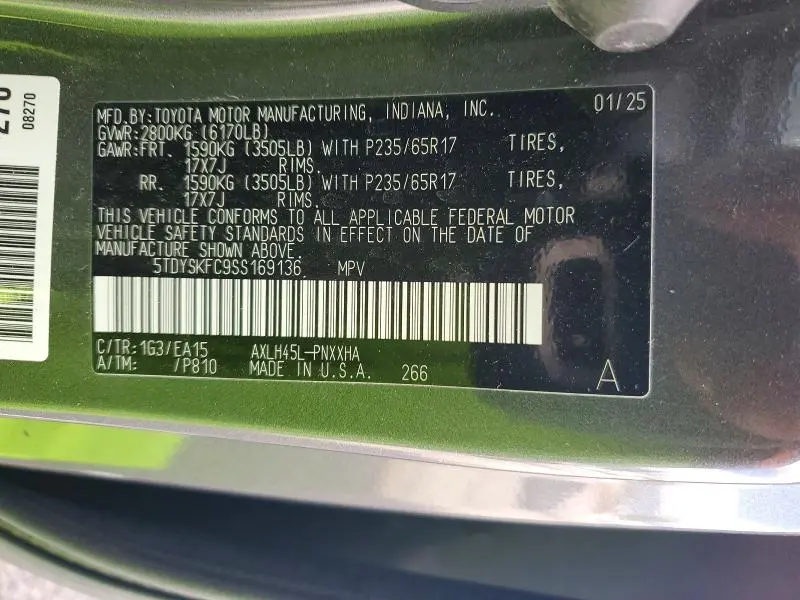 MFD.BY:TOYOTA MOTOR MANUFACTURING, INDIANA, INC. 01/25
GVWR:2800KG (6170LB)
GAWR:FRT. 1590KG (3505LB) WITH P235/65R17 TIRES,
17X7J RIMS.
RR. 1590KG (3505LB) WITH P235/65R17 TIRES,
17X7J RIMS.
THIS VEHICLE CONFORMS TO ALL APPLICABLE FEDERAL MOTOR
VEHICLE SAFETY STANDARDS IN EFFECT ON THE DATE OF
MANUFACTURE SHOWN ABOVE.
5TDYSKFC9SS169136 MPV
C/TR:1G3/EA15 AXLH45L-PNXXHA
A/TM: /P810 MADE IN U.S.A. 266 A
08270